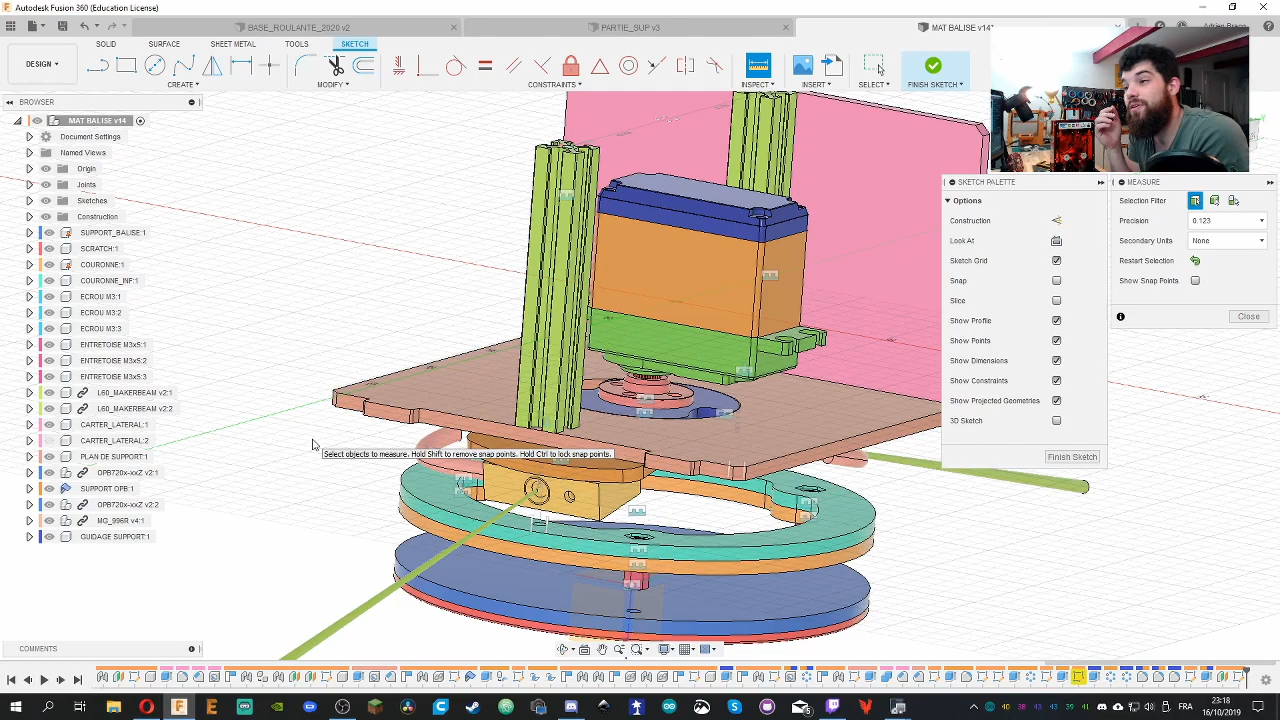 Autodesk Fusion 360 (Education License)
BASE_ROULANTE_2020 v2
PARTIE_SUP v3
MAT BALISE v14*
SOLID
SURFACE
SHEET METAL
TOOLS
SKETCH
DESIGN
CREATE
MODIFY
CONSTRAINTS
INSPECT
INSERT
SELECT
FINISH SKETCH
BROWSER
MAT BALISE v14
Document Settings
Named Views
Origin
Joints
Sketches
Construction
SUPPORT_BALISE:1
SCRATCH:1
COURONNE:1
COURONNE_INF:1
ECROU M3:1
ECROU M3:2
ECROU M3:3
ENTRETOISE M3x5:1
ENTRETOISE M3x5:2
ENTRETOISE M3x5:3
L60_MAKERBEAM v2:1
L60_MAKERBEAM v2:2
CARTER_LATERAL:1
CARTER_LATERAL:2
PLAN DE SUPPORT:1
OPB720x-xxZ v2:1
SUPPORT OPB:1
OPB720x-xxZ v2:2
MG_996R v4:1
GUIDAGE SUPPORT:1
Select objects to measure. Hold Shift to remove snap points. Hold Ctrl to lock snap points.
SKETCH PALETTE
Options
Construction
Look At
Sketch Grid
Snap
Slice
Show Profile
Show Points
Show Dimensions
Show Constraints
Show Projected Geometries
3D Sketch
Finish Sketch
MEASURE
Selection Filter
Precision
0.123
Secondary Units
None
Restart Selection
Show Snap Points
Close
COMMENTS
40 38 43 43 39 41
FRA
23:18
16/10/2019